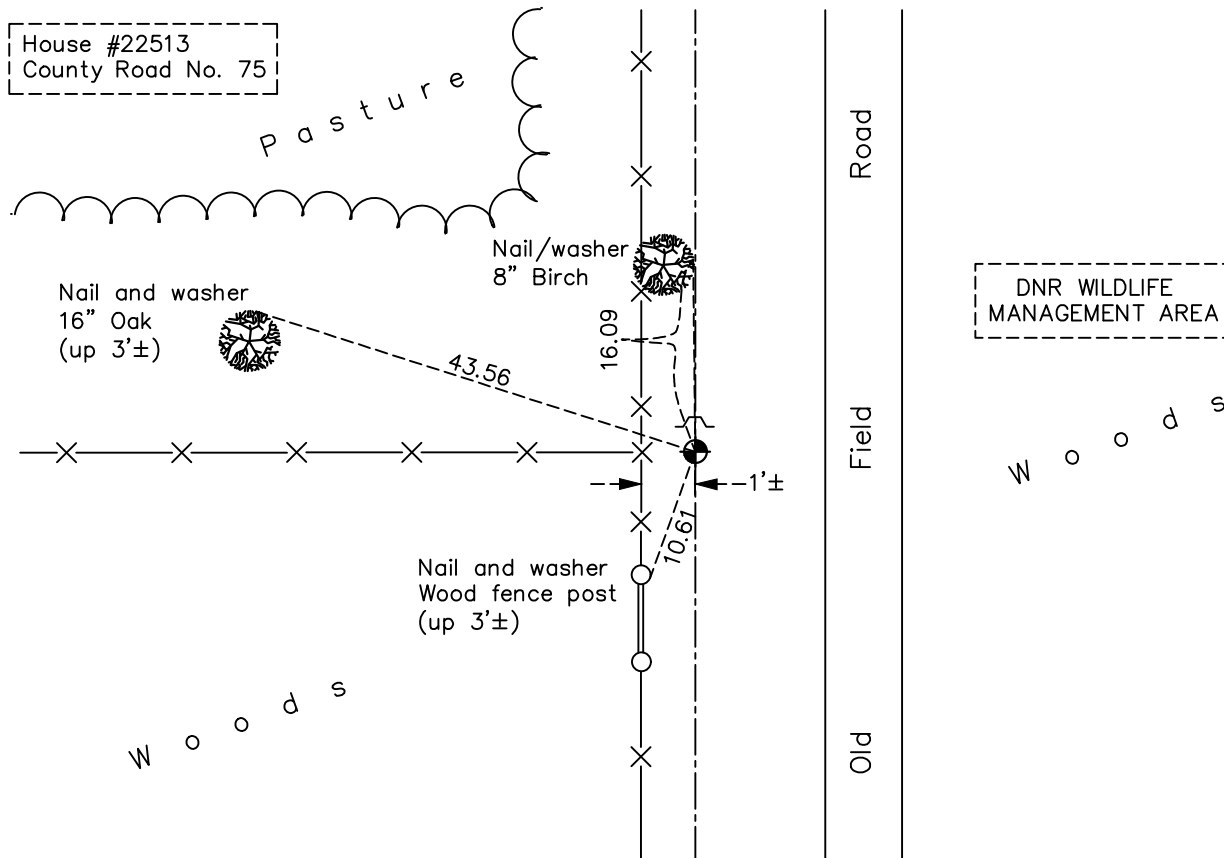 House #22513
County Road No. 75
Pasture
Road
Nail/washer
8" Birch
DNR WILDLIFE
MANAGEMENT AREA
Nail and washer
16" Oak
(up 3'±)
16.09
43.56
Field
Woods
1'±
10.61
Nail and washer
Wood fence post
(up 3'±)
Woods
Old